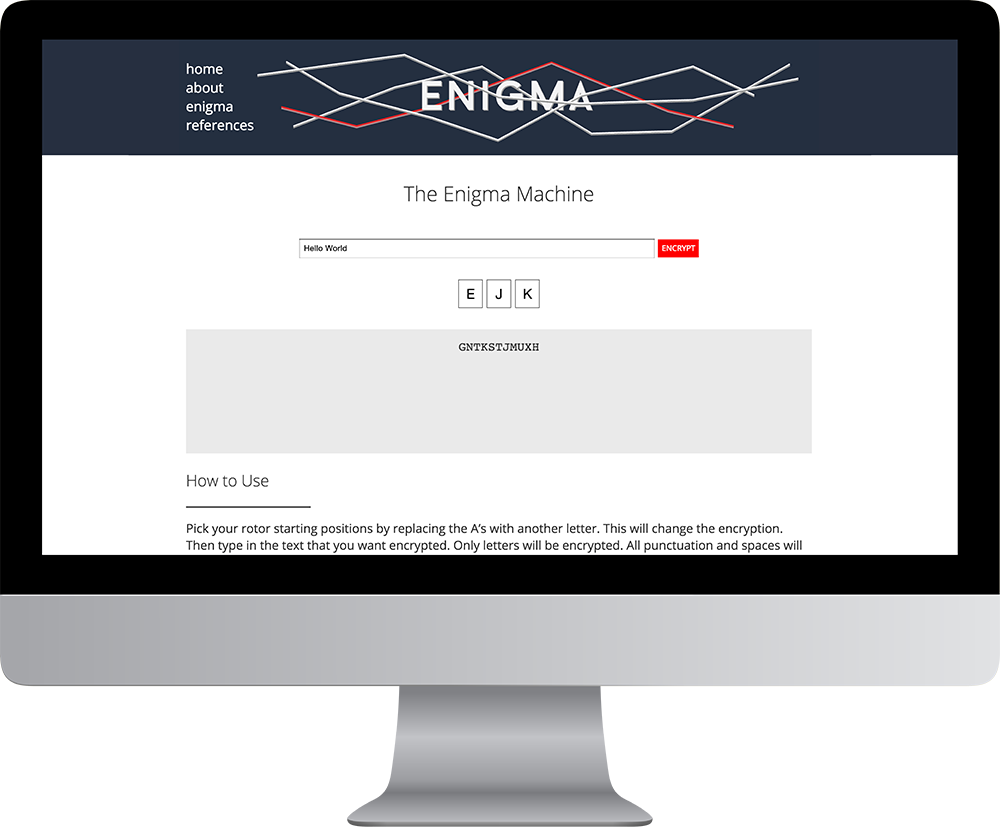 home
about
enigma
references
ENIGMA
The Enigma Machine
Hello World
ENCRYPT
E J K
GNTKSTJMUXH
How to Use
Pick your rotor starting positions by replacing the A’s with another letter. This will change the encryption.
Then type in the text that you want encrypted. Only letters will be encrypted. All punctuation and spaces will